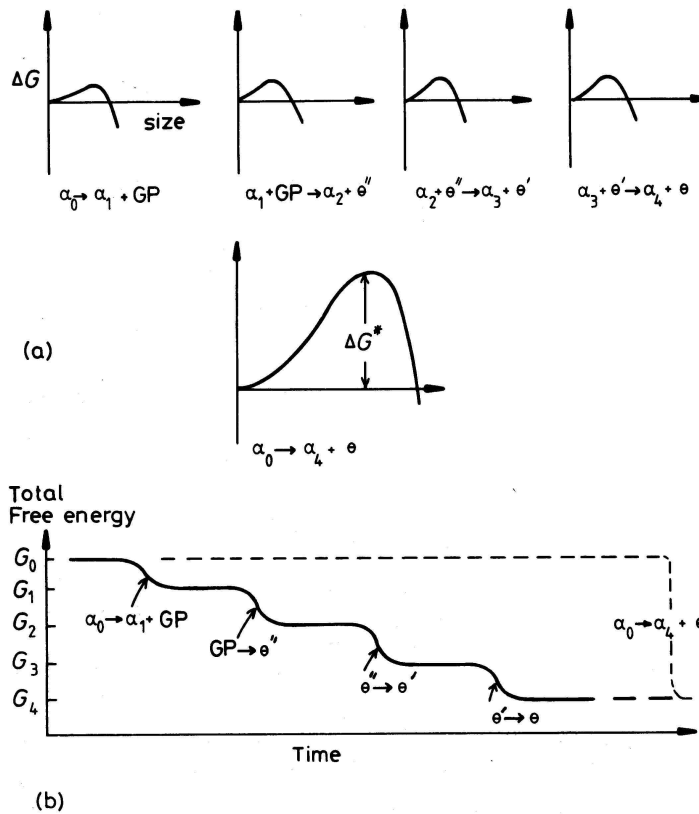 ΔG
size
α₀→ α₁ + GP
α₁+GP→α₂+ θ″
α₂+θ″→α₃+ θ′
α₃+ θ′→α₄+ θ
(a)
ΔG*
α₀→ α₄+ θ
Total
Free energy
G₀
G₁
α₀→α₁+ GP
α₀→α₄+ θ
G₂
GP→θ″
G₃
θ″→θ′
G₄
θ′→ θ
Time
(b)